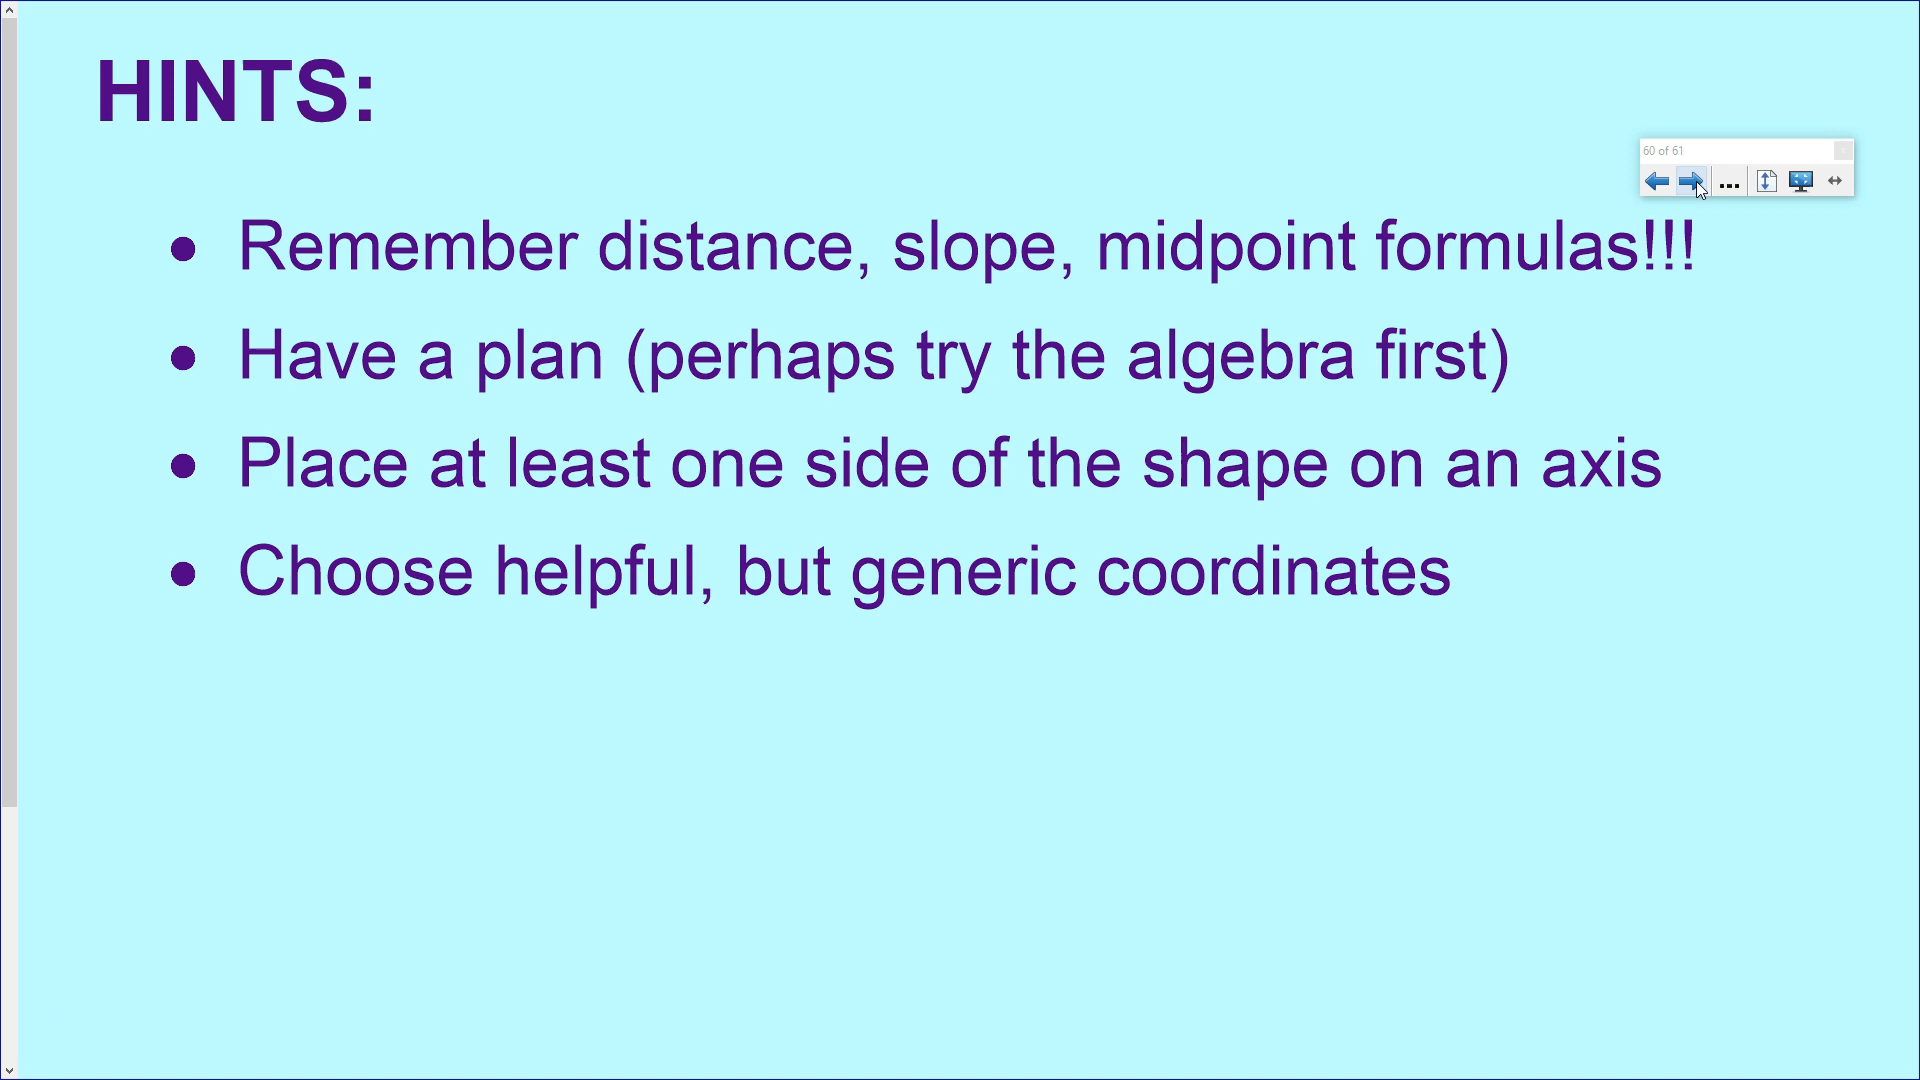 HINTS:
60 of 61
• Remember distance, slope, midpoint formulas!!!
• Have a plan (perhaps try the algebra first)
• Place at least one side of the shape on an axis
• Choose helpful, but generic coordinates